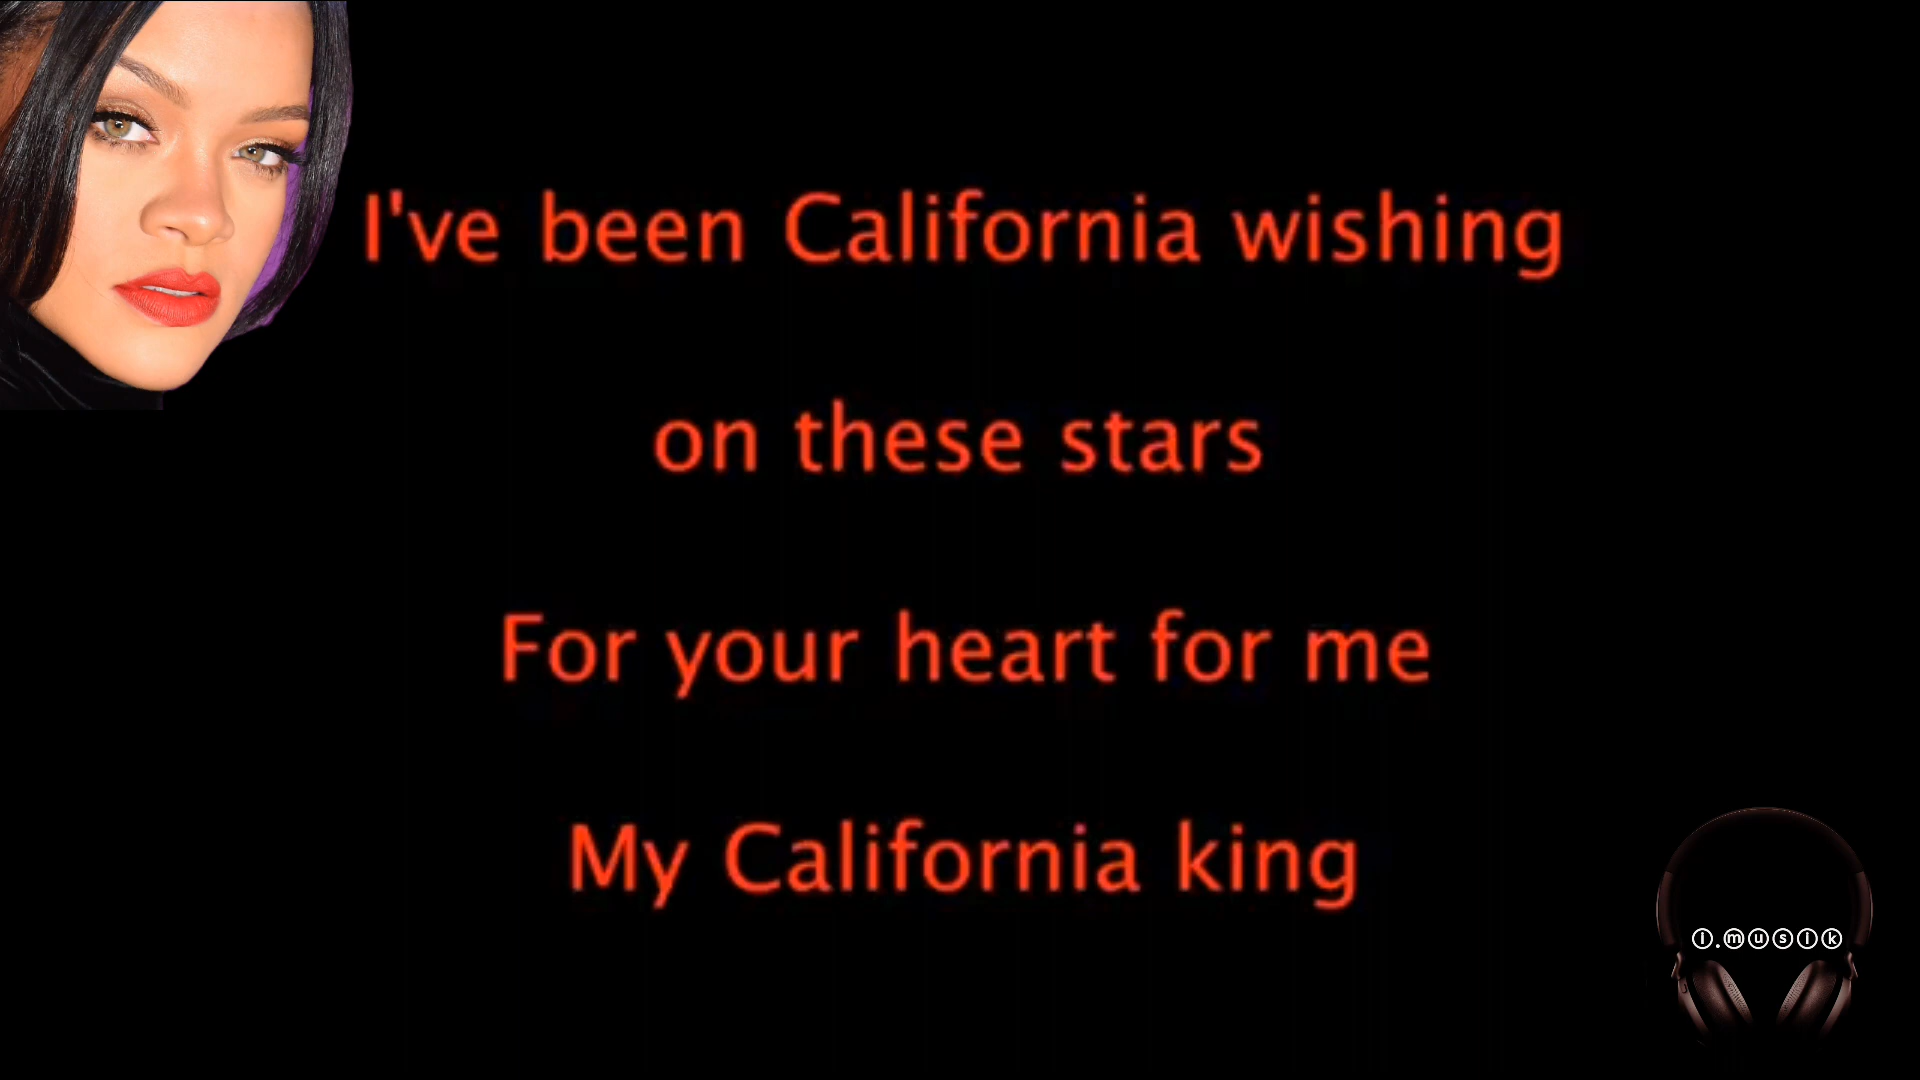 I've been California wishing
on these stars
For your heart for me
My California king
i.musik